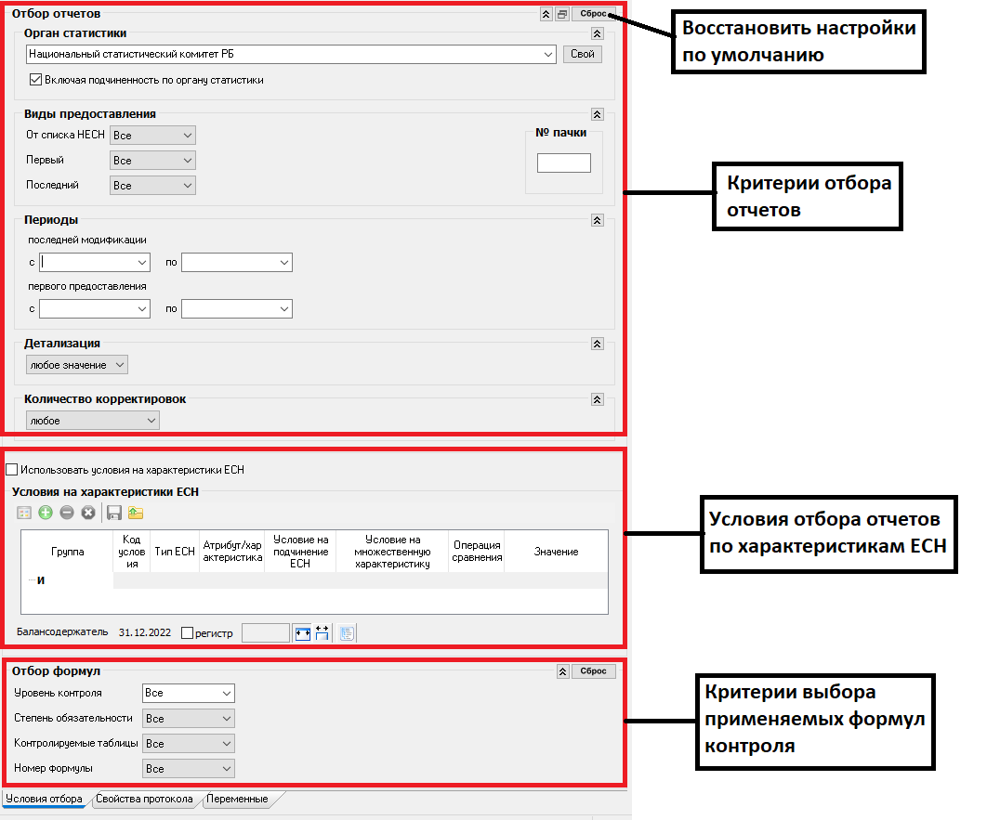 Отбор отчетов
Сброс
Восстановить настройки
по умолчанию
Орган статистики
Национальный статистический комитет РБ
Свой
Включая подчиненность по органу статистики
Виды предоставления
От списка НЕСН
Все
№ пачки
Первый
Все
Последний
Все
Критерии отбора
отчетов
Периоды
последней модификации
с
по
первого предоставления
с
по
Детализация
любое значение
Количество корректировок
любое
Использовать условия на характеристики ЕСН
Условия на характеристики ЕСН
Условия отбора отчетов
по характеристикам ЕСН
Группа
Код
услов
ия
Тип ЕСН
Атрибут/хар
актеристика
Условие на
подчинение
ЕСН
Условие на
множественную
характеристику
Операция
сравнения
Значение
И
Балансодержатель 31.12.2022 регистр
Отбор формул
Сброс
Уровень контроля
Все
Степень обязательности
Все
Контролируемые таблицы
Все
Номер формулы
Все
Критерии выбора
применяемых формул
контроля
Условия отбора
Свойства протокола
Переменные